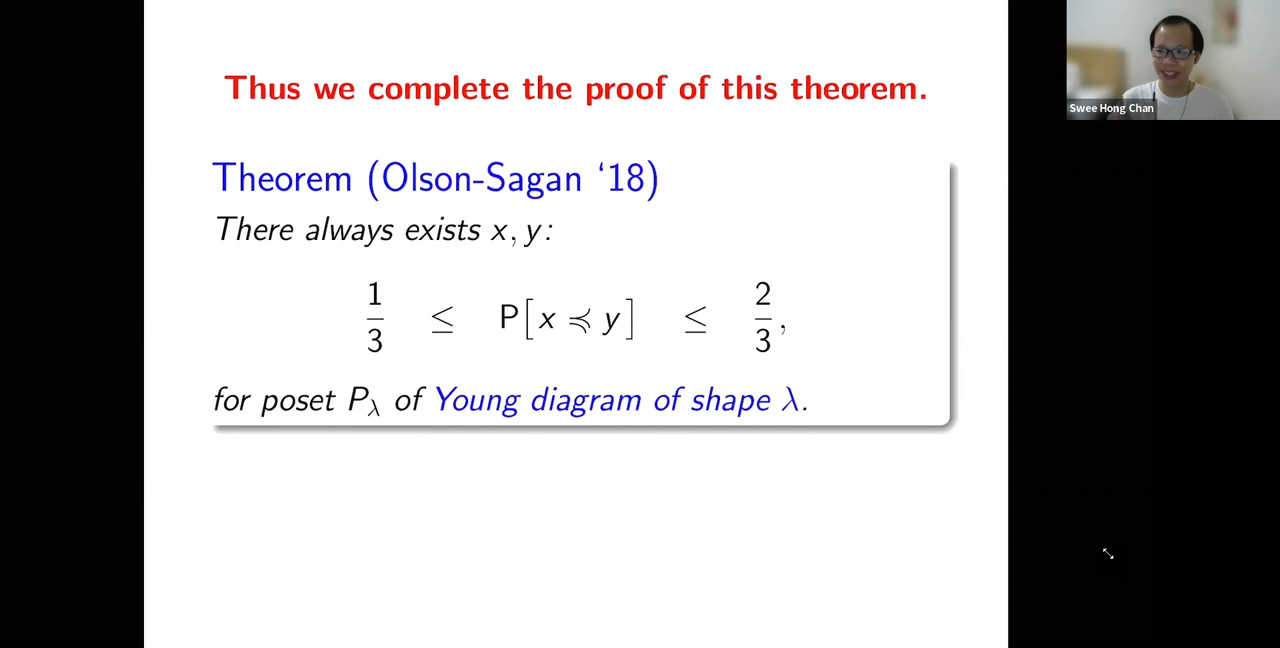 Thus we complete the proof of this theorem.
Swee Hong Chan
Theorem (Olson-Sagan ‘18)
There always exists x, y:
1/3 ≤ P[x ≼ y] ≤ 2/3,
for poset Pλ of Young diagram of shape λ.